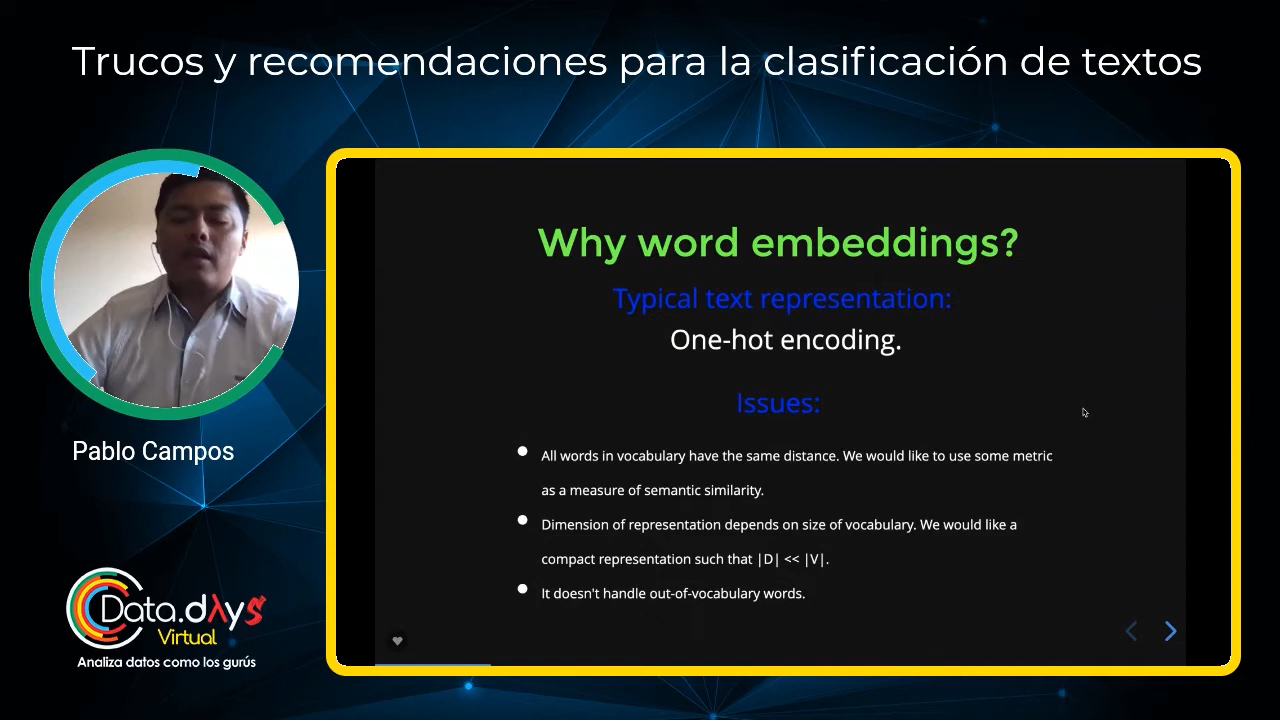 Trucos y recomendaciones para la clasificación de textos
Why word embeddings?
Typical text representation:
One-hot encoding.
Issues:
All words in vocabulary have the same distance. We would like to use some metric
as a measure of semantic similarity.
Dimension of representation depends on size of vocabulary. We would like a
compact representation such that |D| << |V|.
It doesn't handle out-of-vocabulary words.
Pablo Campos
Data.dAys
Virtual
Analiza datos como los gurús